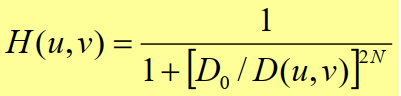 H(u,v) = 1 / (1 + [D₀ / D(u,v)]²ᴺ)